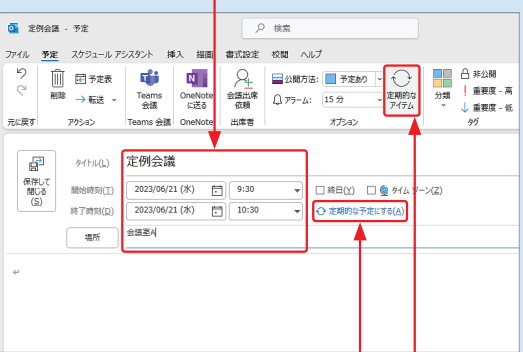 定例会議 - 予定
検索
ファイル 予定 スケジュール アシスタント 挿入 描画 書式設定 校閲 ヘルプ
削除
予定表
転送
Teams
会議
OneNote
に送る
会議出席
依頼
公開方法: 予定あり
アラーム: 15 分
定期的な
アイテム
分類
非公開
重要度 - 高
重要度 - 低
元に戻す アクション Teams 会議 OneNote 出席者 オプション タグ
保存して
閉じる
(S)
タイトル(L) 定例会議
開始時刻(T) 2023/06/21 (水) 9:30 終日(Y) タイム ゾーン(Z)
終了時刻(D) 2023/06/21 (水) 10:30 定期的な予定にする(A)
場所 会議室A